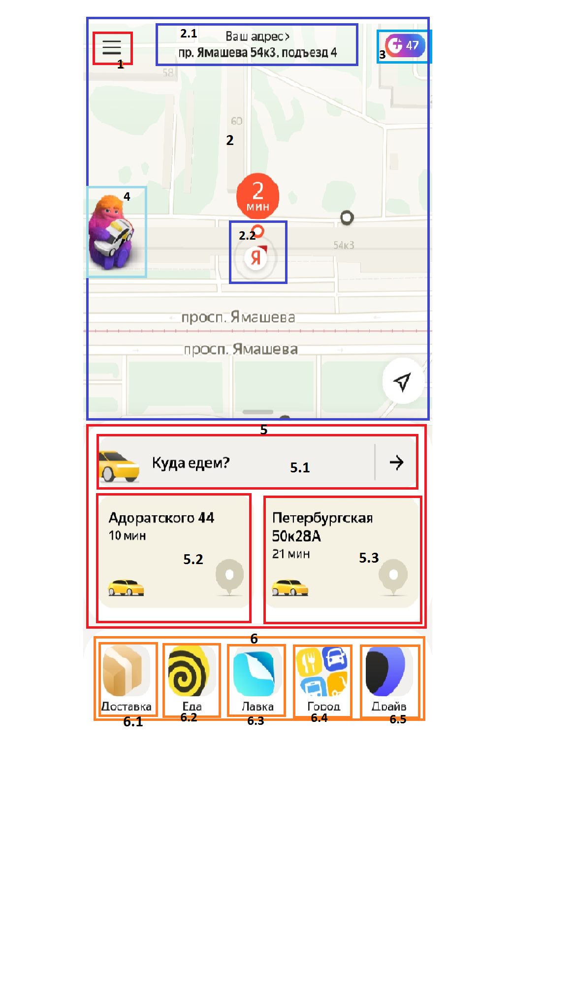 2.1
Ваш адрес >
пр. Ямашева 54к3, подъезд 4
47
3
1
58
60
2
4
2
мин
2.2
Я
54к3
просп. Ямашева
просп. Ямашева
5
Куда едем?
5.1
Адоратского 44
10 мин
5.2
Петербургская
50к28А
21 мин
5.3
6
Доставка
Еда
Лавка
Город
Драйв
6.1
6.2
6.3
6.4
6.5